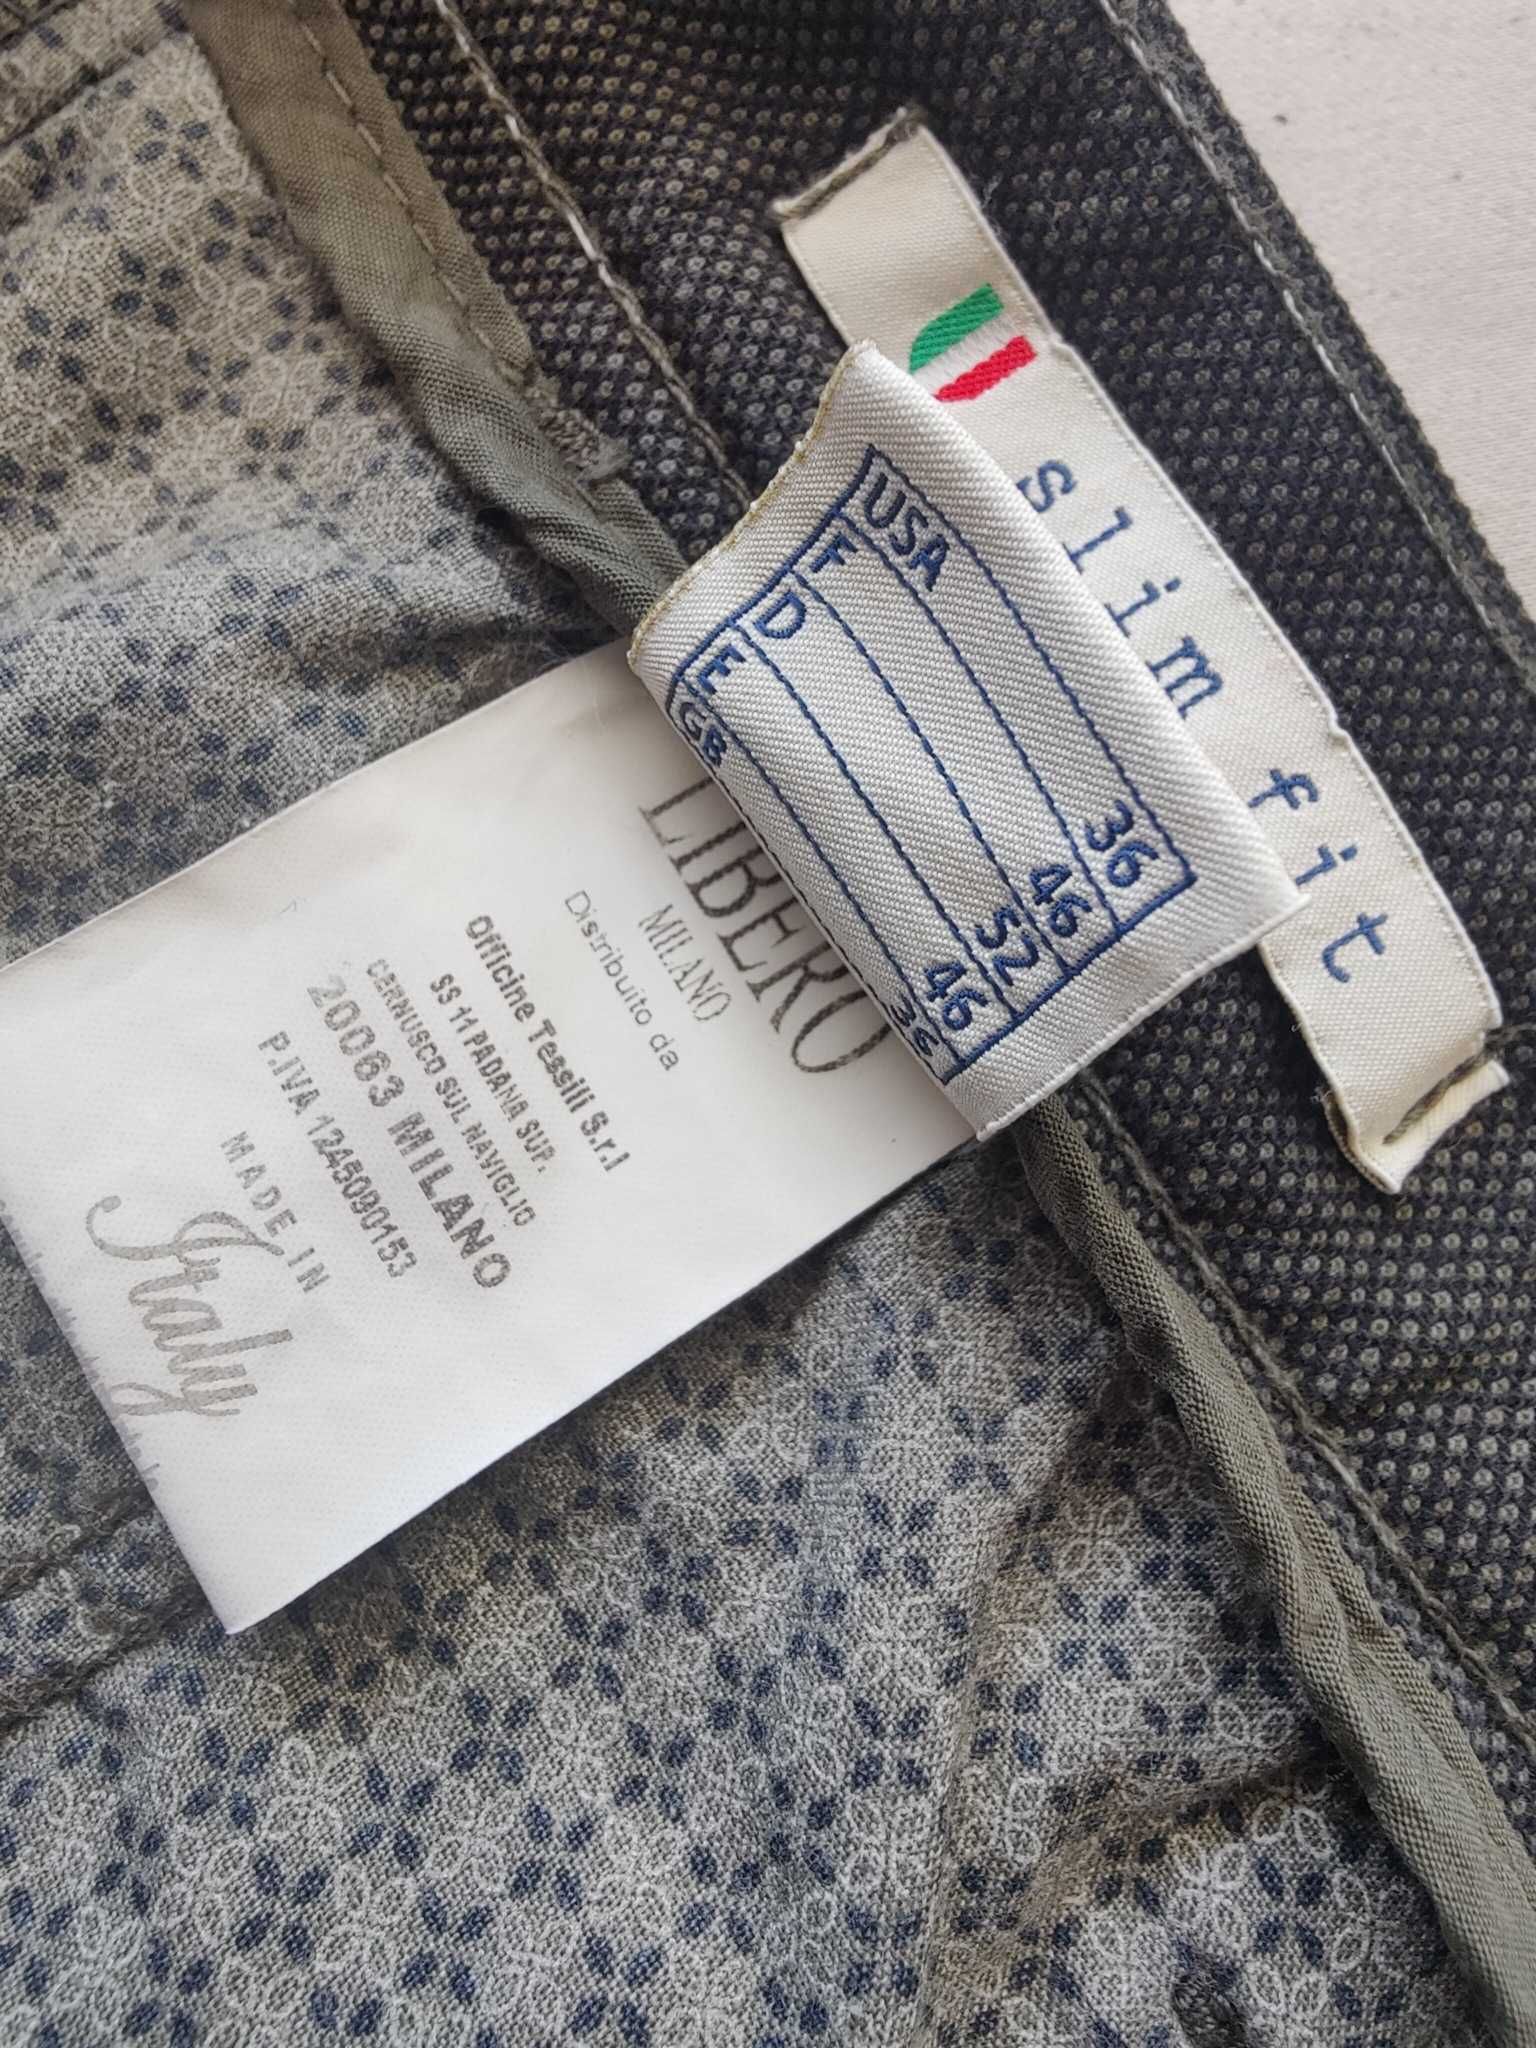 slim fit
USA 36
F 46
D 52
E 46
GB 36
LIBERO
MILANO
Distribuito da
Officine Tessili S.r.l
SS 11 PADANA SUP.
CERNUSCO SUL NAVIGLIO
20063 MILANO
P.IVA 1245090153
MADE IN
Italy